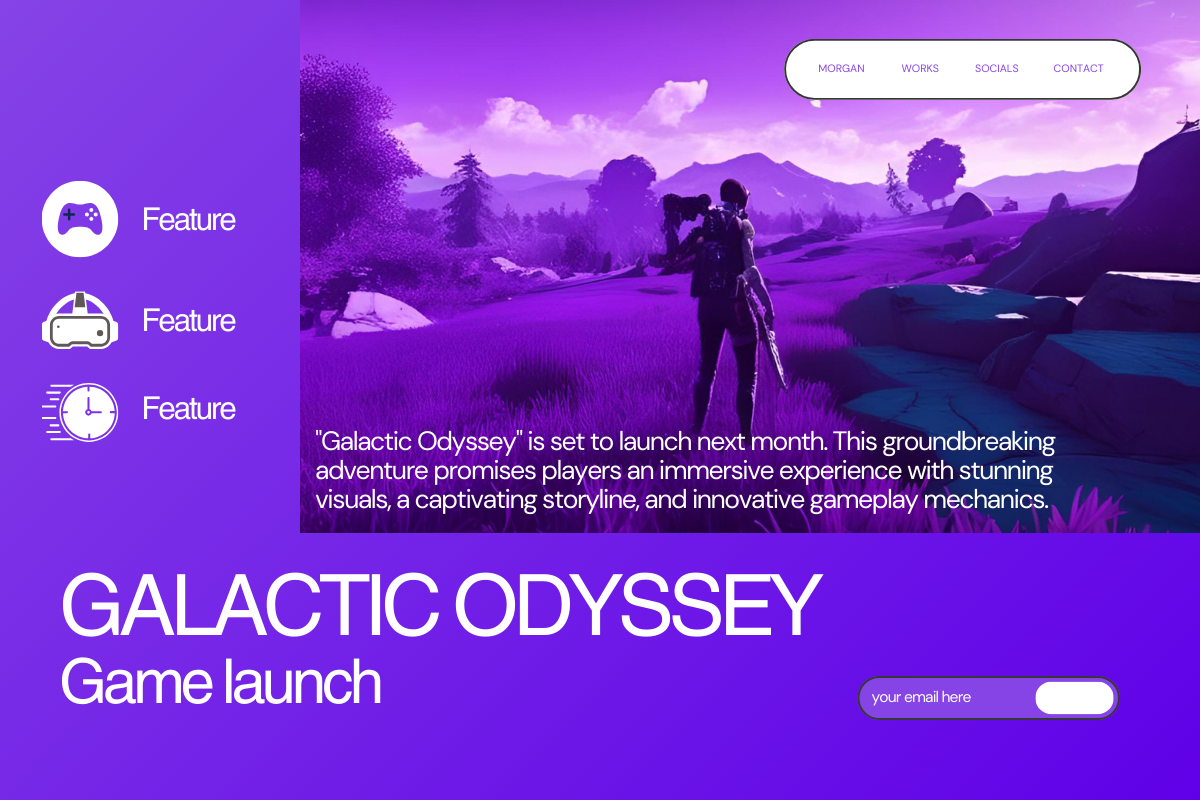 MORGAN WORKS SOCIALS CONTACT
Feature
Feature
Feature
"Galactic Odyssey" is set to launch next month. This groundbreaking
adventure promises players an immersive experience with stunning
visuals, a captivating storyline, and innovative gameplay mechanics.
GALACTIC ODYSSEY
Game launch
your email here